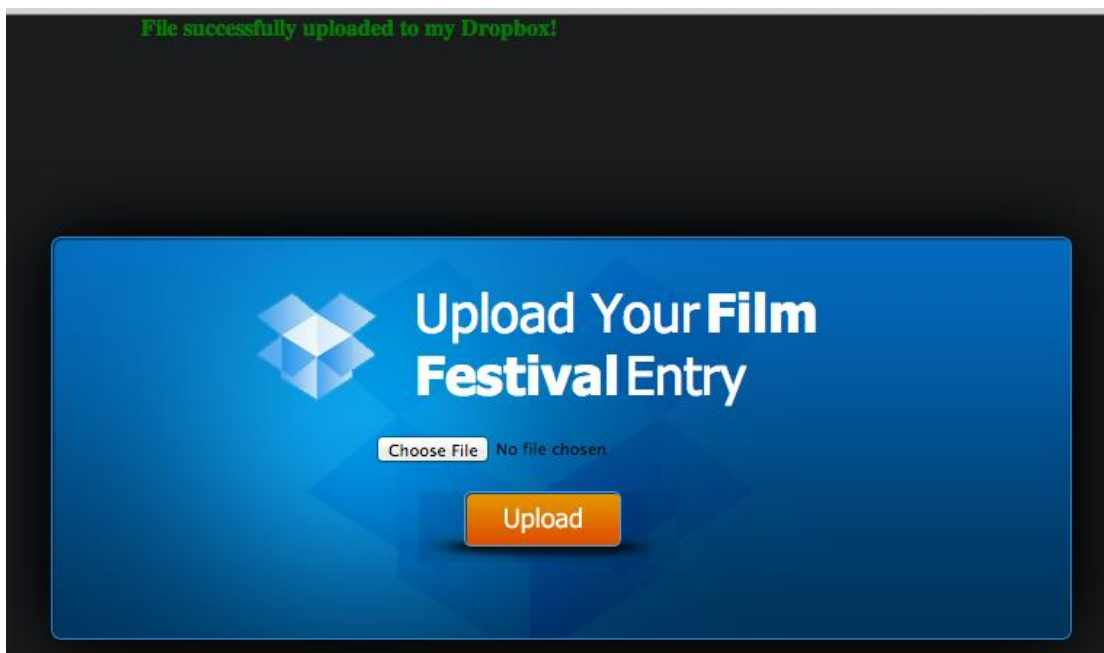 File successfully uploaded to my Dropbox!
Upload Your Film
Festival Entry
Choose File No file chosen
Upload